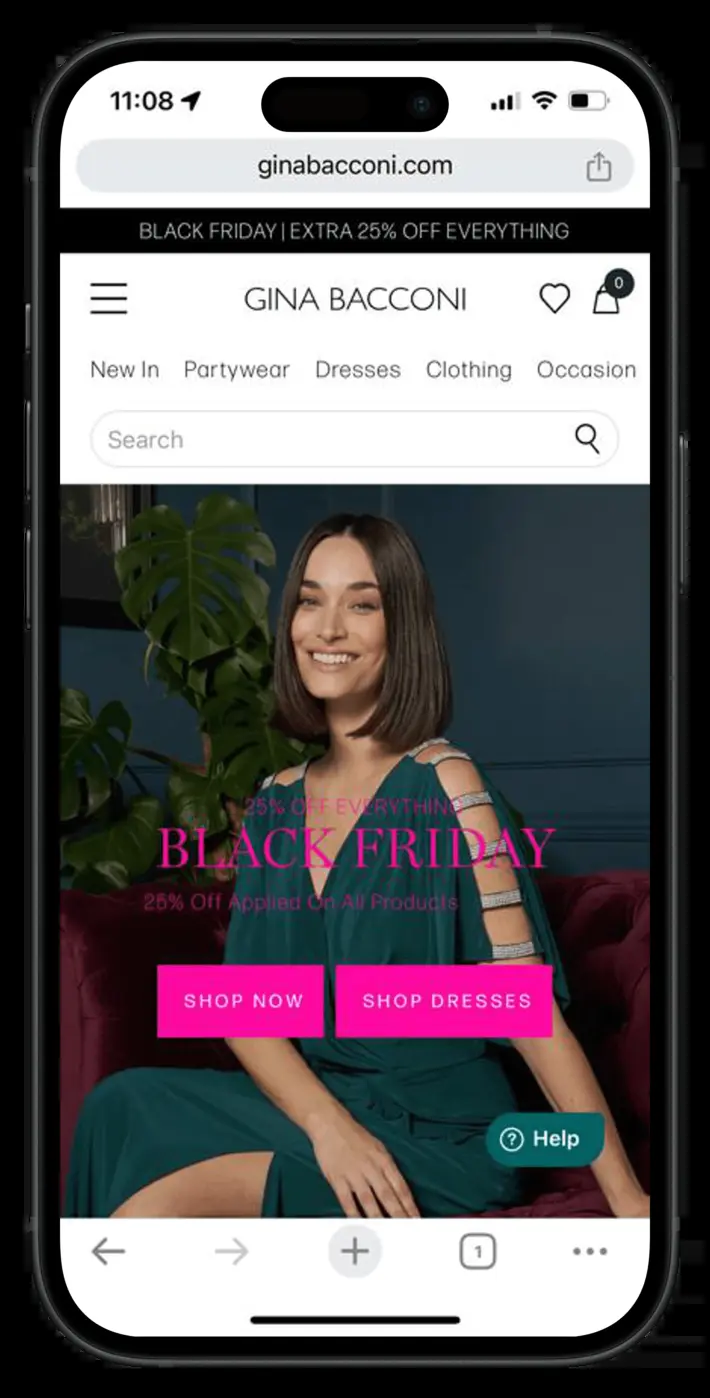 11:08
ginabacconi.com
BLACK FRIDAY | EXTRA 25% OFF EVERYTHING
GINA BACCONI
0
New In Partywear Dresses Clothing Occasion
Search
25% OFF EVERYTHING
BLACK FRIDAY
25% Off Applied On All Products
SHOP NOW SHOP DRESSES
? Help
1